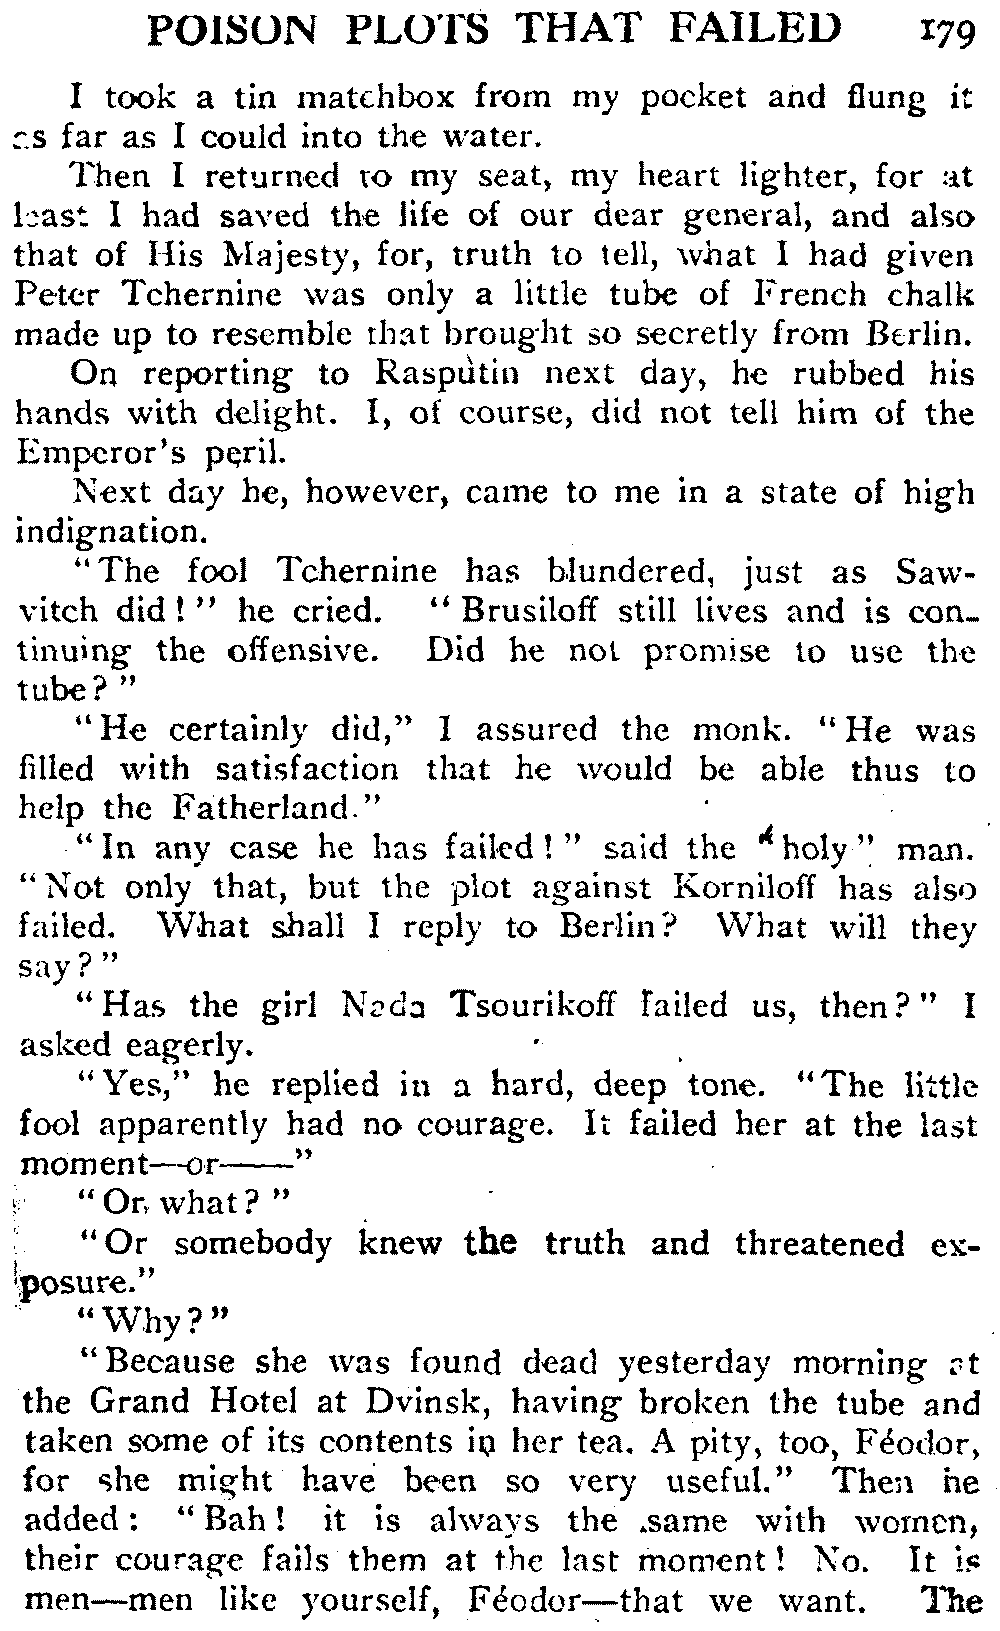 POISON PLOTS THAT FAILED 179
I took a tin matchbox from my pocket and flung it
as far as I could into the water.
Then I returned to my seat, my heart lighter, for at
least I had saved the life of our dear general, and also
that of His Majesty, for, truth to tell, what I had given
Peter Tchernine was only a little tube of French chalk
made up to resemble that brought so secretly from Berlin.
On reporting to Rasputin next day, he rubbed his
hands with delight. I, of course, did not tell him of the
Emperor's peril.
Next day he, however, came to me in a state of high
indignation.
"The fool Tchernine has blundered, just as Saw-
vitch did!" he cried. "Brusiloff still lives and is con-
tinuing the offensive. Did he not promise to use the
tube?"
"He certainly did," I assured the monk. "He was
filled with satisfaction that he would be able thus to
help the Fatherland."
"In any case he has failed!" said the "holy" man.
"Not only that, but the plot against Korniloff has also
failed. What shall I reply to Berlin? What will they
say?"
"Has the girl Nada Tsourikoff failed us, then?" I
asked eagerly.
"Yes," he replied in a hard, deep tone. "The little
fool apparently had no courage. It failed her at the last
moment—or——"
"Or, what?"
"Or somebody knew the truth and threatened ex-
posure."
"Why?"
"Because she was found dead yesterday morning at
the Grand Hotel at Dvinsk, having broken the tube and
taken some of its contents in her tea. A pity, too, Féodor,
for she might have been so very useful." Then he
added: "Bah! it is always the same with women,
their courage fails them at the last moment! No. It is
men—men like yourself, Féodor—that we want. The